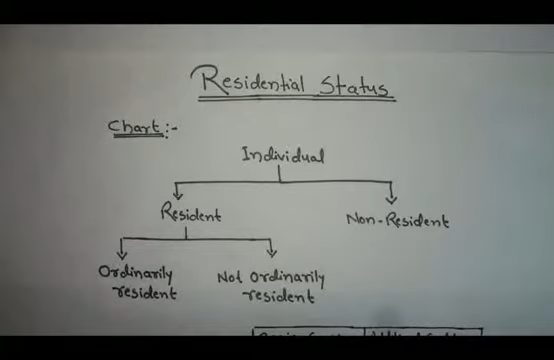 Residential Status
Chart:-
Individual
Resident
Non-Resident
Ordinarily
resident
Not Ordinarily
resident